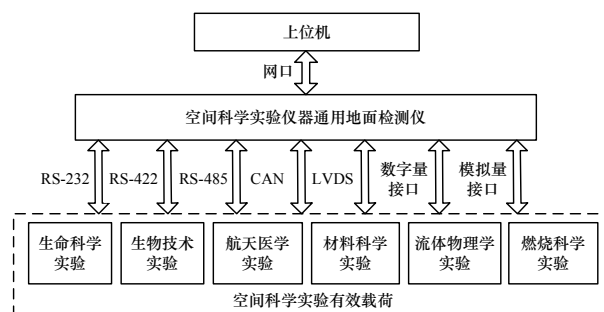 上位机
网口
空间科学实验仪器通用地面检测仪
RS-232
RS-422
RS-485
CAN
LVDS
数字量
接口
模拟量
接口
生命科学
实验
生物技术
实验
航天医学
实验
材料科学
实验
流体物理学
实验
燃烧科学
实验
空间科学实验有效载荷